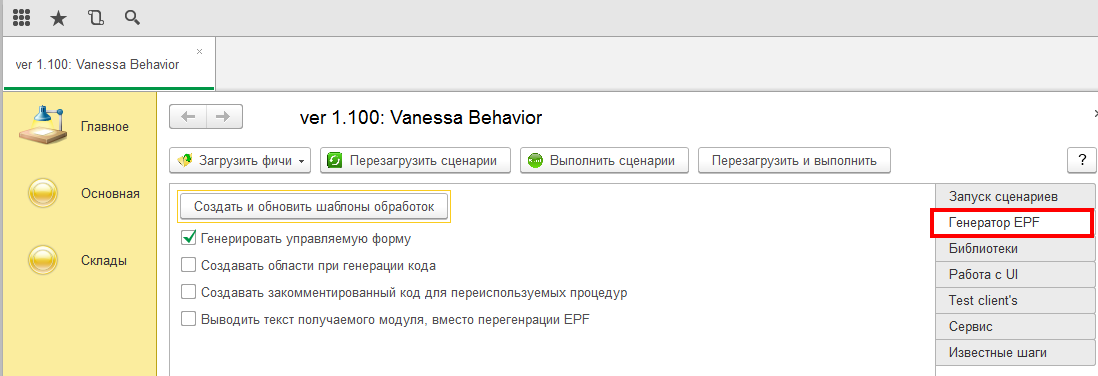 ver 1.100: Vanessa Behavior
×
Главное
Основная
Склады
ver 1.100: Vanessa Behavior
Загрузить фичи
Перезагрузить сценарии
Выполнить сценарии
Перезагрузить и выполнить
?
Создать и обновить шаблоны обработок
Генерировать управляемую форму
Создавать области при генерации кода
Создавать закомментированный код для переиспользуемых процедур
Выводить текст получаемого модуля, вместо перегенрации EPF
Запуск сценариев
Генератор EPF
Библиотеки
Работа с UI
Test client's
Сервис
Известные шаги